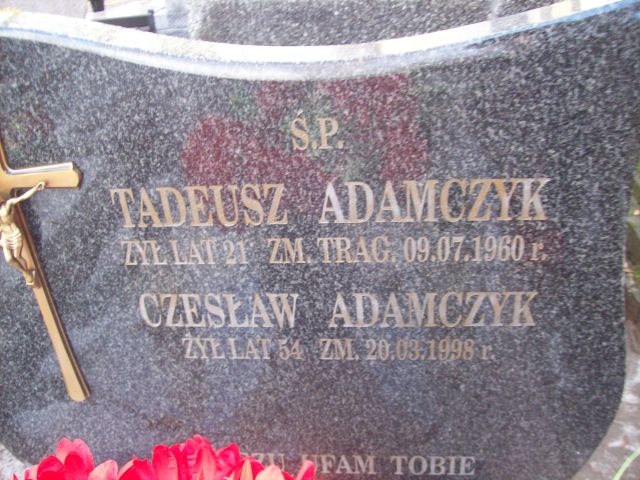 Ś.P.
TADEUSZ ADAMCZYK
ŻYŁ LAT 21 ZM. TRAG. 09.07.1960 r.
CZESŁAW ADAMCZYK
ŻYŁ LAT 54 ZM. 20.03.1998 r.
UFAM TOBIE